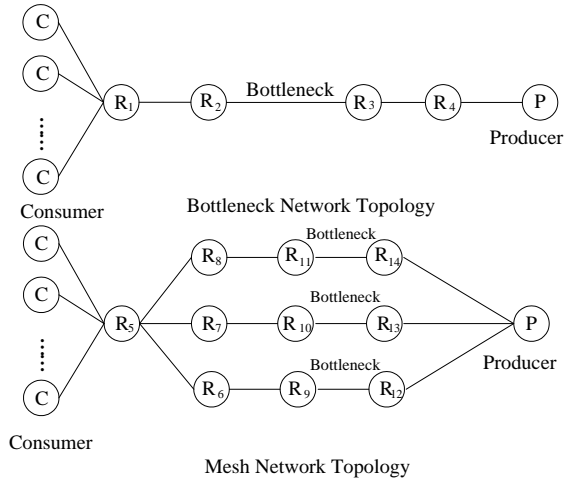 C
C
R1 R2 Bottleneck R3 R4 P
Producer
C
Consumer
Bottleneck Network Topology
C
Bottleneck
R8 R11 R14
C
Bottleneck
R5 R7 R10 R13 P
Producer
Bottleneck
C R6 R9 R12
Consumer
Mesh Network Topology